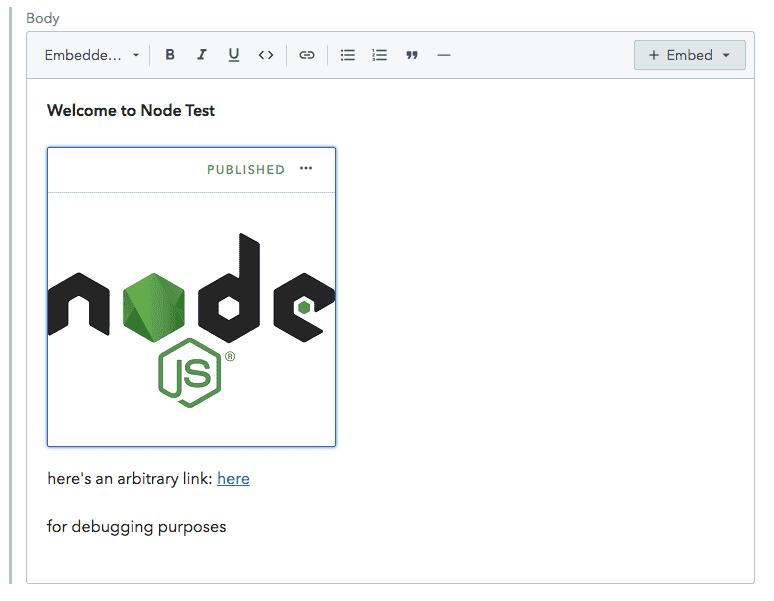 Body
Embedde...
B I U <>
+ Embed
Welcome to Node Test
PUBLISHED
node
JS®
here's an arbitrary link: here
for debugging purposes